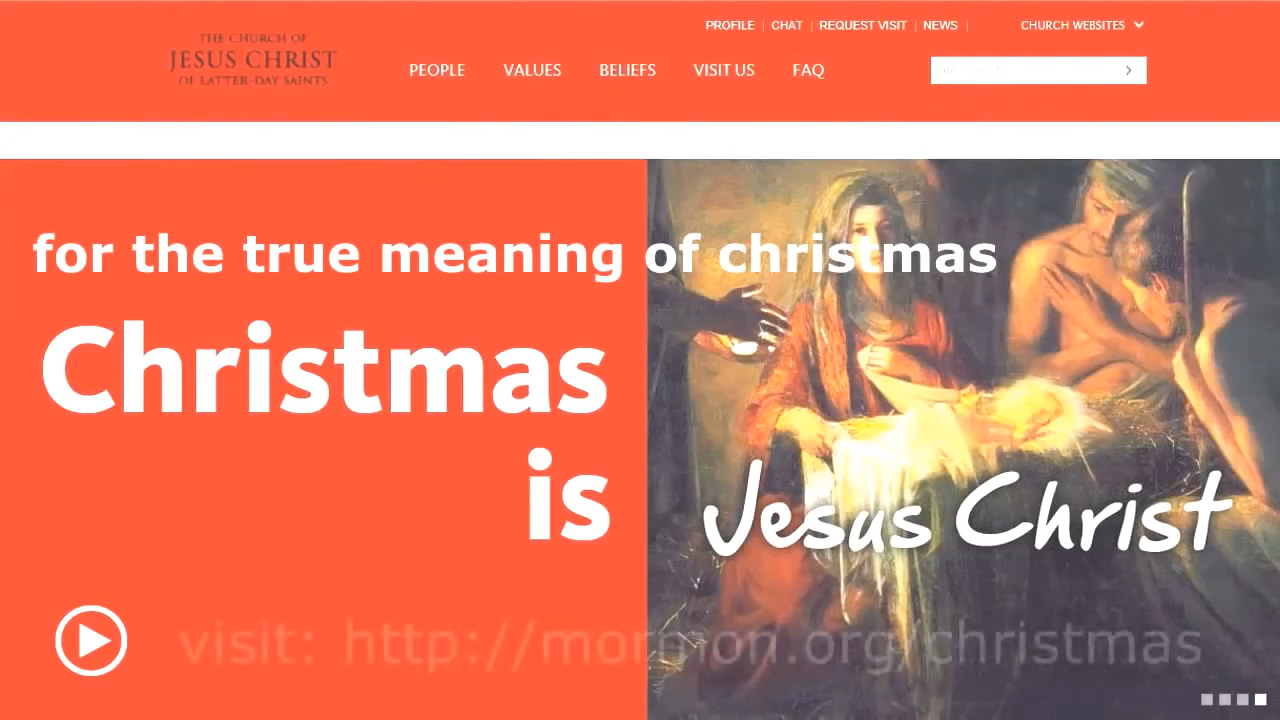 PROFILE | CHAT | REQUEST VISIT | NEWS |
CHURCH WEBSITES
THE CHURCH OF
JESUS CHRIST
OF LATTER-DAY SAINTS
PEOPLE VALUES BELIEFS VISIT US FAQ
for the true meaning of christmas
Christmas
is
Jesus Christ
visit: http://mormon.org/christmas